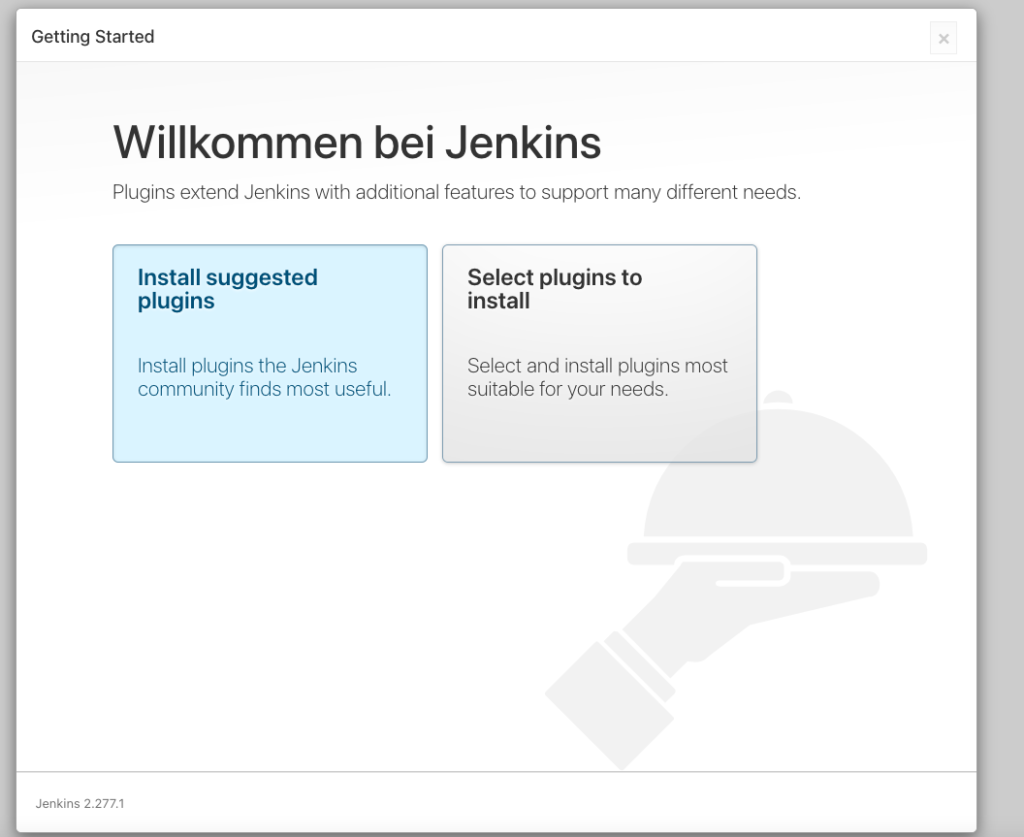 Getting Started
×
Willkommen bei Jenkins
Plugins extend Jenkins with additional features to support many different needs.
Install suggested
plugins
Install plugins the Jenkins
community finds most useful.
Select plugins to
install
Select and install plugins most
suitable for your needs.
Jenkins 2.277.1